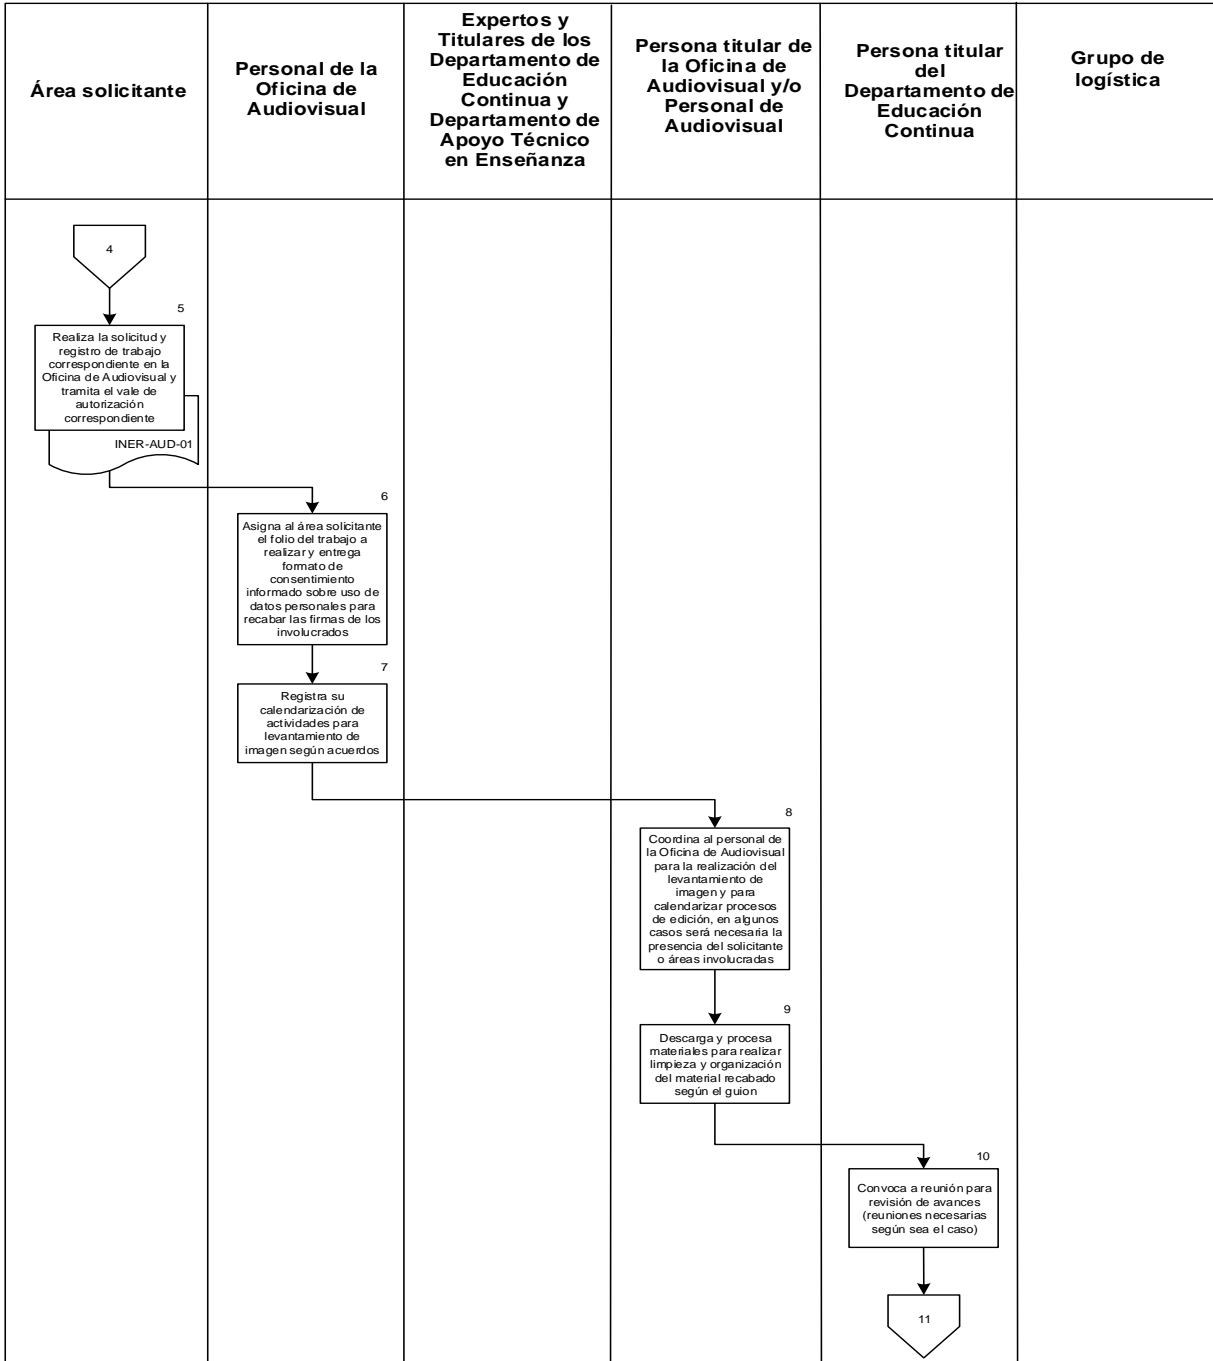 Área solicitante
Personal de la
Oficina de
Audiovisual
Expertos y
Titulares de los
Departamento de
Educación
Continua y
Departamento de
Apoyo Técnico
en Enseñanza
Persona titular de
la Oficina de
Audiovisual y/o
Personal de
Audiovisual
Persona titular
del
Departamento de
Educación
Continua
Grupo de
logística
4
5
Realiza la solicitud y
registro de trabajo
correspondiente en la
Oficina de Audiovisual y
tramita el vale de
autorización
correspondiente
INER-AUD-01
6
Asigna al área solicitante
el folio del trabajo a
realizar y entrega
formato de
consentimiento
informado sobre uso de
datos personales para
recabar las firmas de los
involucrados
7
Registra su
calendarización de
actividades para
levantamiento de
imagen según acuerdos
8
Coordina al personal de
la Oficina de Audiovisual
para la realización del
levantamiento de
imagen y para
calendarizar procesos
de edición, en algunos
casos será necesaria la
presencia del solicitante
o áreas involucradas
9
Descarga y procesa
materiales para realizar
limpieza y organización
del material recabado
según el guion
10
Convoca a reunión para
revisión de avances
(reuniones necesarias
según sea el caso)
11